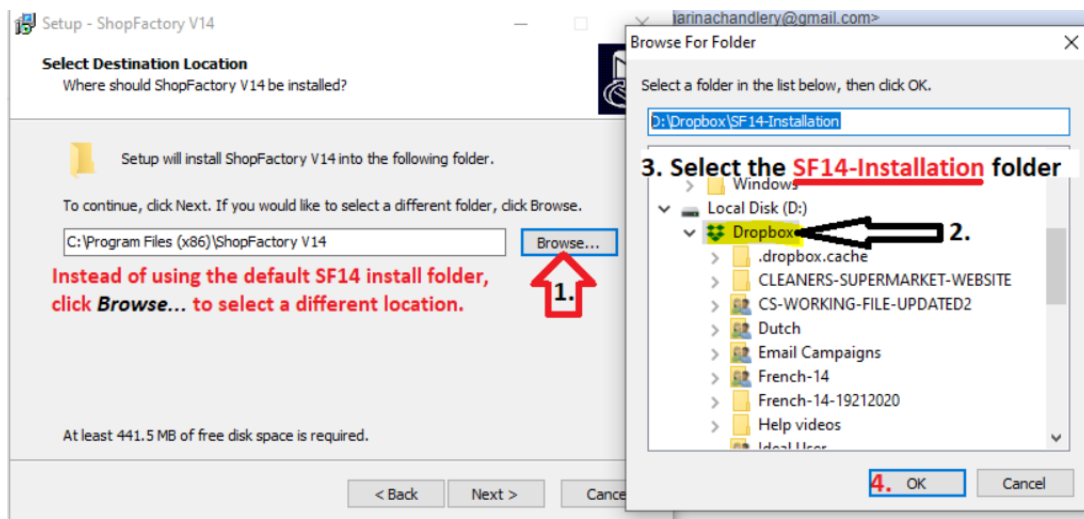 Setup - ShopFactory V14
Select Destination Location
Where should ShopFactory V14 be installed?
Setup will install ShopFactory V14 into the following folder.
To continue, click Next. If you would like to select a different folder, click Browse.
C:\Program Files (x86)\ShopFactory V14
Browse...
Instead of using the default SF14 install folder,
click Browse... to select a different location.
1.
At least 441.5 MB of free disk space is required.
< Back
Next >
Cance
arinachandlery@gmail.com>
Browse For Folder
Select a folder in the list below, then click OK.
D:\Dropbox\SF14-Installation
3. Select the SF14-Installation folder
Windows
Local Disk (D:)
Dropbox
2.
.dropbox.cache
CLEANERS-SUPERMARKET-WEBSITE
CS-WORKING-FILE-UPDATED2
Dutch
Email Campaigns
French-14
French-14-19212020
Help videos
Ideal User
4.
OK
Cancel